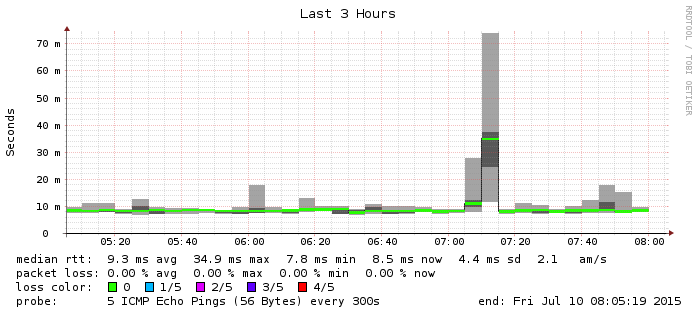 Last 3 Hours
RRDTOOL / TOBI OETIKER
Seconds
70 m
60 m
50 m
40 m
30 m
20 m
10 m
0
05:20 05:40 06:00 06:20 06:40 07:00 07:20 07:40 08:00
median rtt: 9.3 ms avg 34.9 ms max 7.8 ms min 8.5 ms now 4.4 ms sd 2.1 am/s
packet loss: 0.00 % avg 0.00 % max 0.00 % min 0.00 % now
loss color: 0 1/5 2/5 3/5 4/5
probe: 5 ICMP Echo Pings (56 Bytes) every 300s end: Fri Jul 10 08:05:19 2015